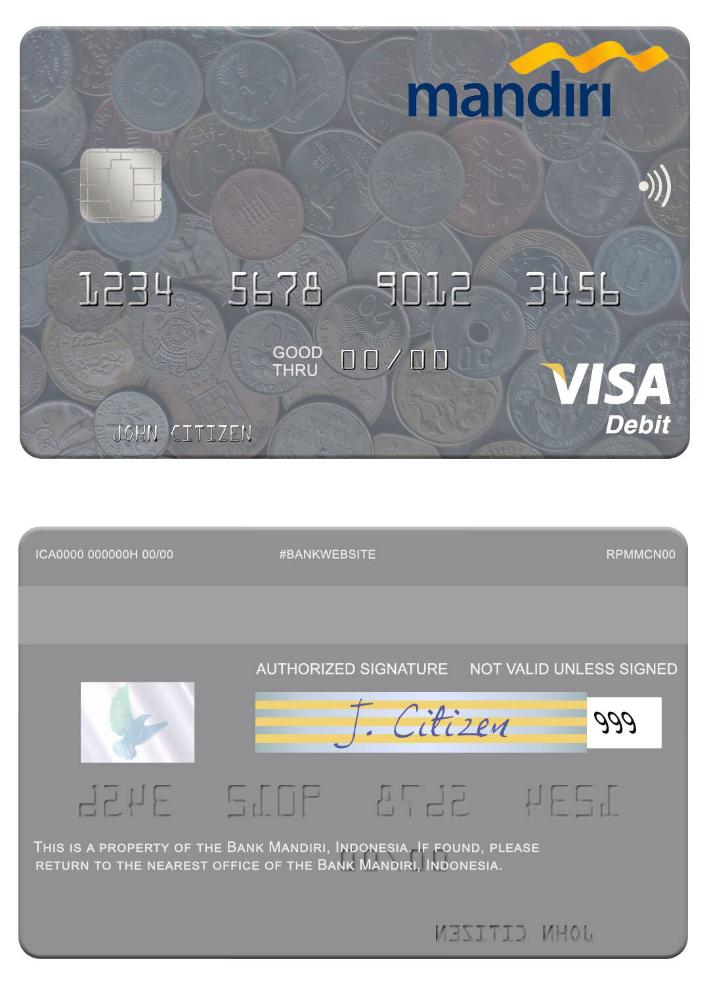 mandiri
1234 5678 9012 3456
GOOD THRU 00/00
VISA
Debit
JOHN CITIZEN
ICA0000 000000H 00/00 #BANKWEBSITE RPMMCN00
AUTHORIZED SIGNATURE NOT VALID UNLESS SIGNED
J. Citizen 999
THIS IS A PROPERTY OF THE BANK MANDIRI, INDONESIA. IF FOUND, PLEASE
RETURN TO THE NEAREST OFFICE OF THE BANK MANDIRI, INDONESIA.